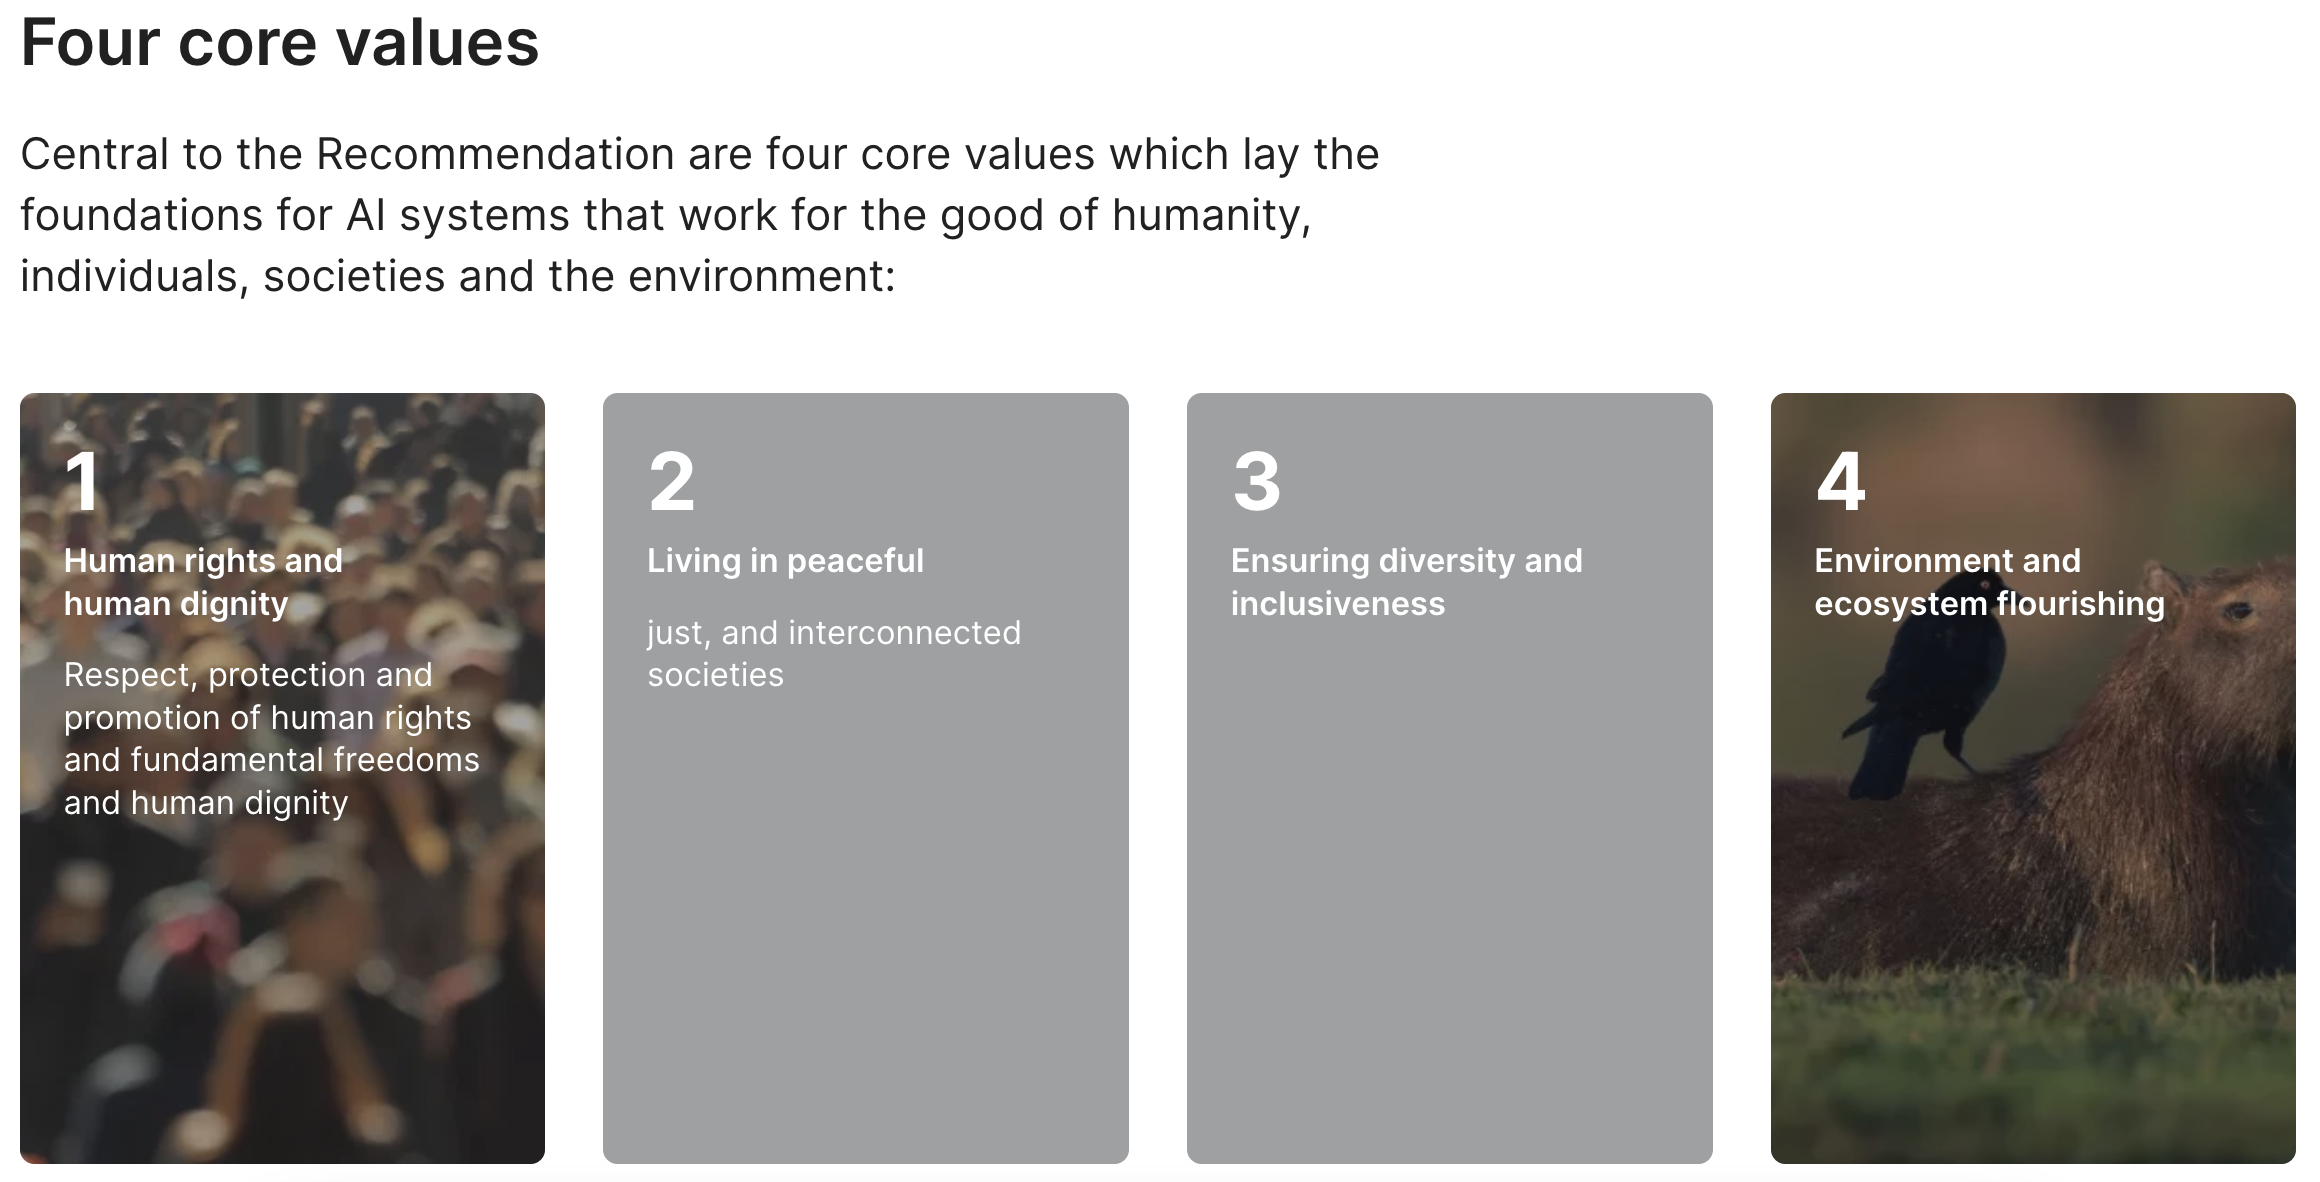 Four core values
Central to the Recommendation are four core values which lay the
foundations for AI systems that work for the good of humanity,
individuals, societies and the environment:
1
Human rights and
human dignity
Respect, protection and
promotion of human rights
and fundamental freedoms
and human dignity
2
Living in peaceful
just, and interconnected
societies
3
Ensuring diversity and
inclusiveness
4
Environment and
ecosystem flourishing